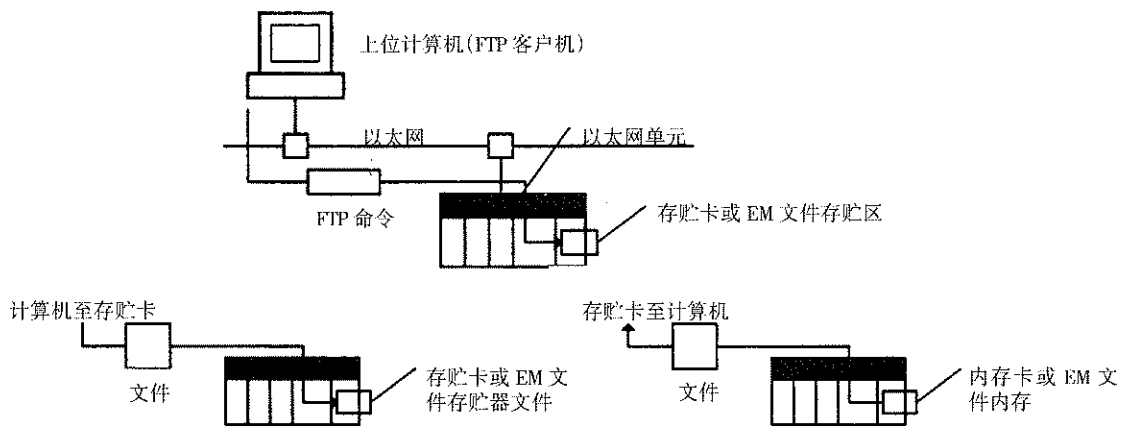 上位计算机(FTP 客户机)
以太网
以太网单元
FTP 命令
存贮卡或 EM 文件存贮区
计算机至存贮卡
文件
存贮卡或 EM 文
件存贮器文件
存贮卡至计算机
文件
内存卡或 EM 文
件内存